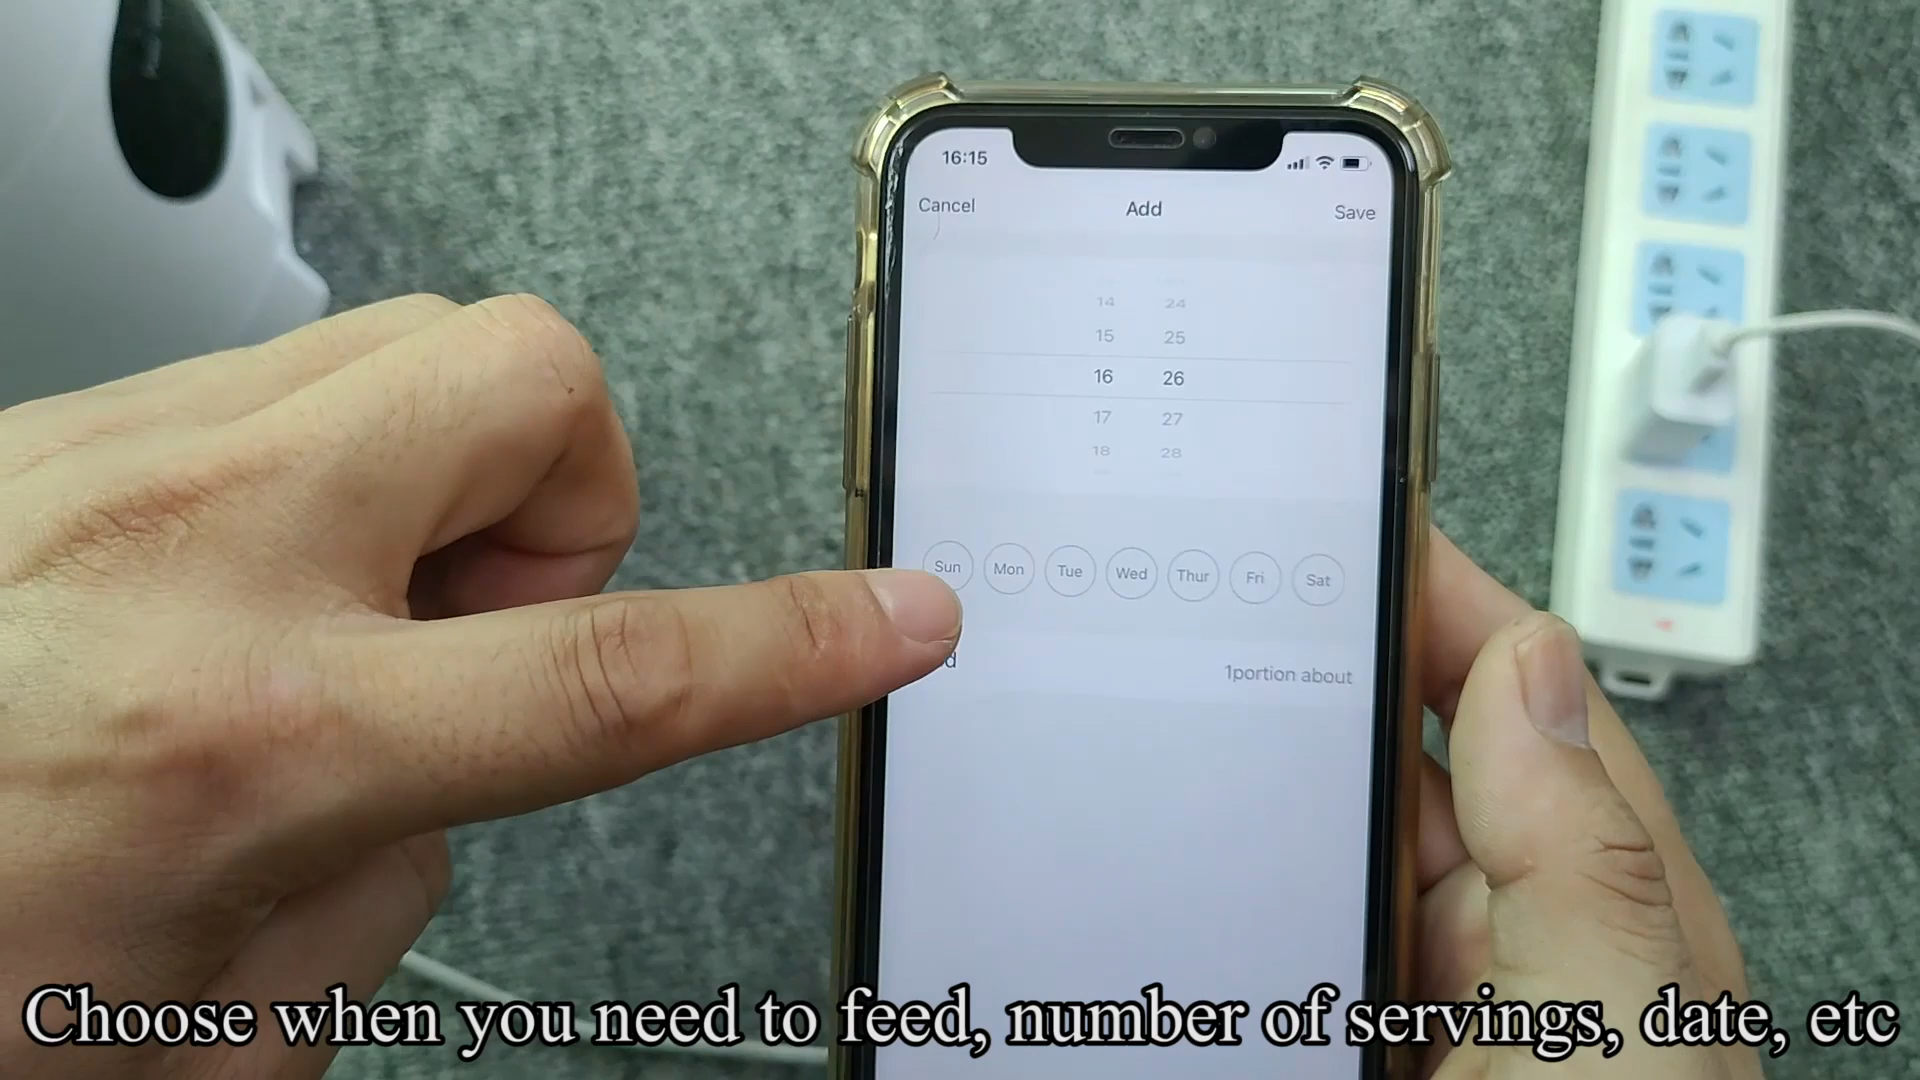 16:15
Cancel Add Save
14 24
15 25
16 26
17 27
18 28
Sun Mon Tue Wed Thur Fri Sat
1portion about
Choose when you need to feed, number of servings, date, etc